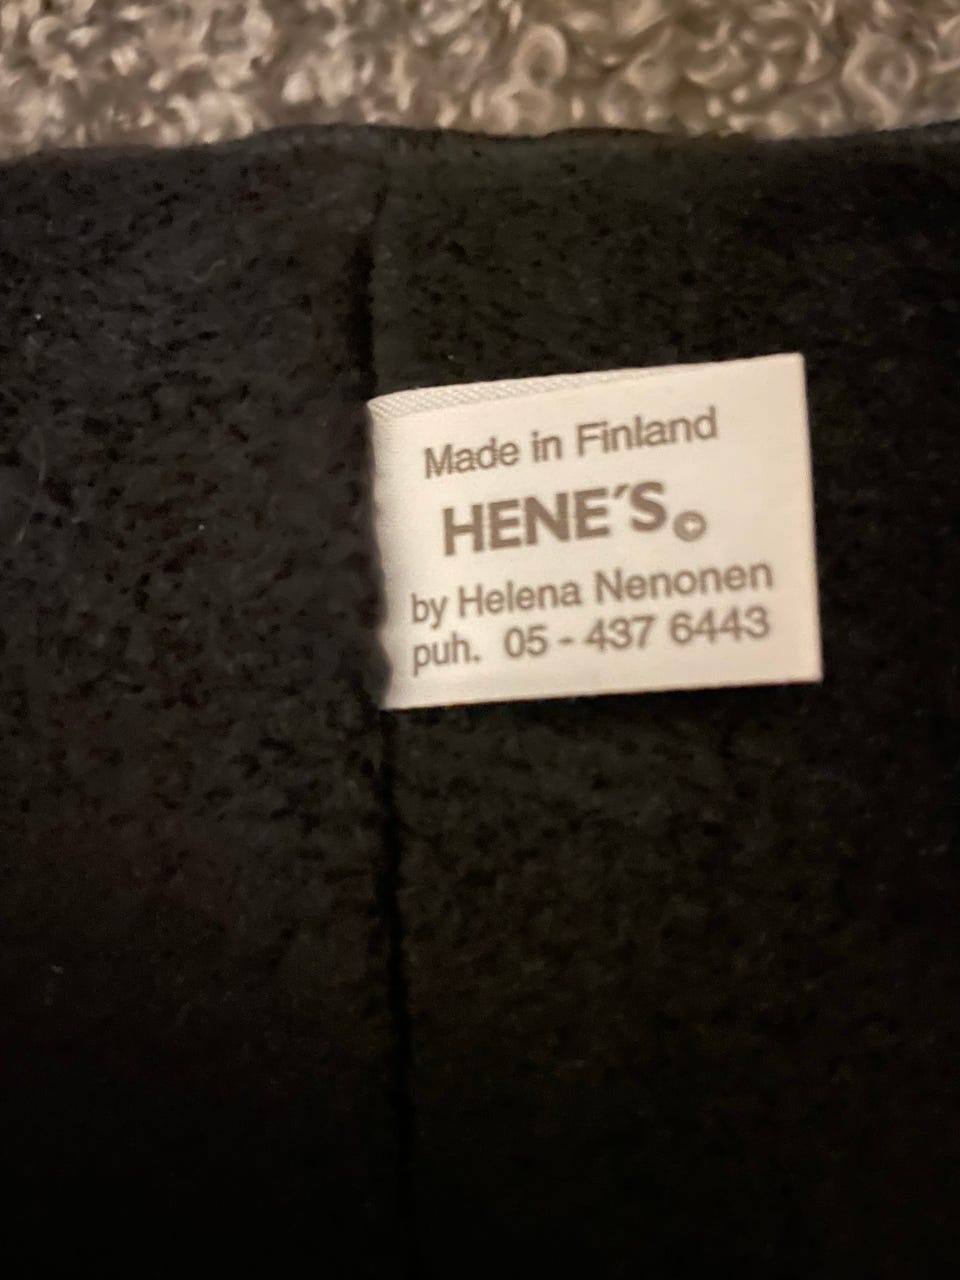 Made in Finland
HENE´S ©
by Helena Nenonen
puh. 05 - 437 6443